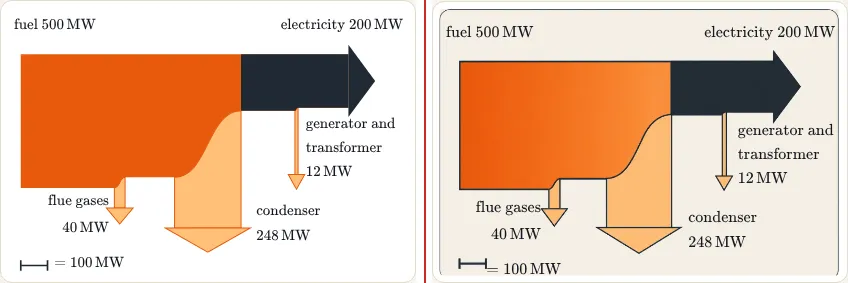 fuel 500 MW
electricity 200 MW
generator and
transformer
12 MW
flue gases
40 MW
condenser
248 MW
= 100 MW
fuel 500 MW
electricity 200 MW
generator and
transformer
12 MW
flue gases
40 MW
condenser
248 MW
= 100 MW